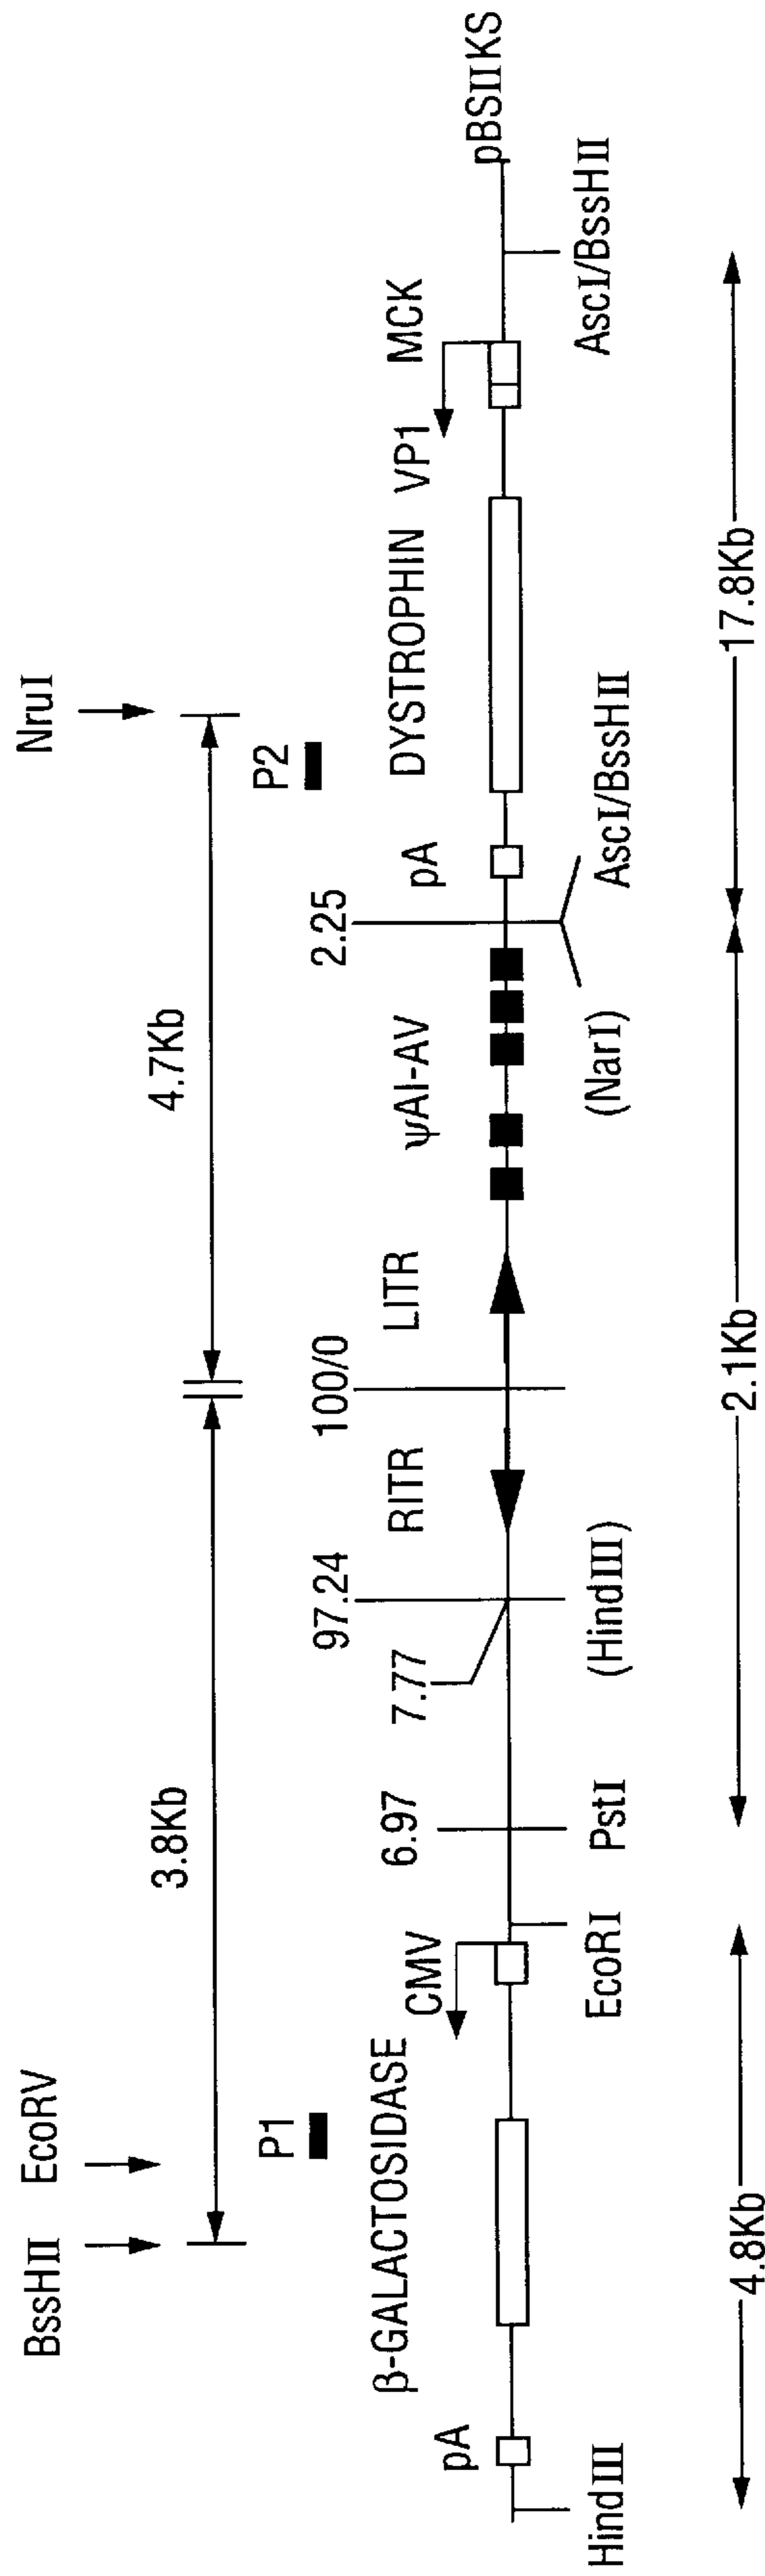 BssHII
EcoRV
NruI
3.8Kb
4.7Kb
P1
P2
97.24
100/0
2.25
β-GALACTOSIDASE
CMV
6.97
7.77
RITR
LITR
ψAI-AV
pA
pA
DYSTROPHIN
VP1
MCK
pBSIIKS
HindIII
EcoRI
PstI
(HindIII)
(NarI)
AscI/BssHII
AscI/BssHII
4.8Kb
2.1Kb
17.8Kb